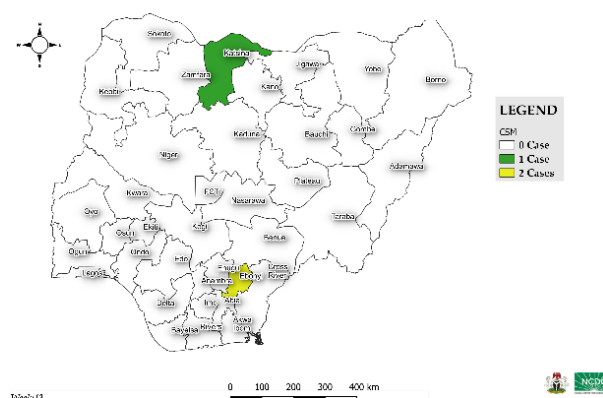 Sokoto
Katsina
Jigawa
Yobe
Borno
Zamfara
Kebbi
Kano
Kaduna
Bauchi
Gombe
Niger
Adamawa
Plateau
FCT
Kwara
Nasarawa
Taraba
Oyo
Osun
Ekiti
Kogi
Benue
Ogun
Ondo
Edo
Lagos
Enugu
Ebony
Cross
River
Anambra
Delta
Imo
Abia
Bayelsa
Rivers
Akwa
Ibom
LEGEND
CSM
0 Case
1 Case
2 Cases
0 100 200 300 400 km
NCDC